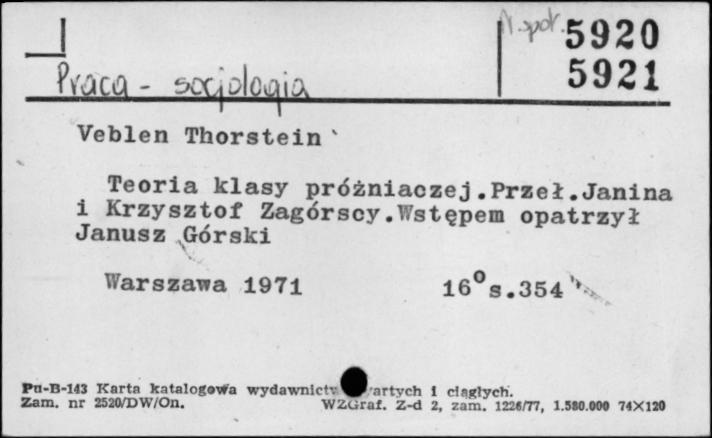 N. społ. 5920
5921
Praca - socjologia
Veblen Thorstein
Teoria klasy próżniaczej.Przeł.Janina
i Krzysztof Zagórscy.Wstępem opatrzył
Janusz Górski
Warszawa 1971 16° s.354
Pu-B-143 Karta katalogowa wydawnictw zwartych i ciągłych.
Zam. nr 2520/DW/On. WZGraf. Z-d 2, zam. 1226/77, 1.580.000 74X120